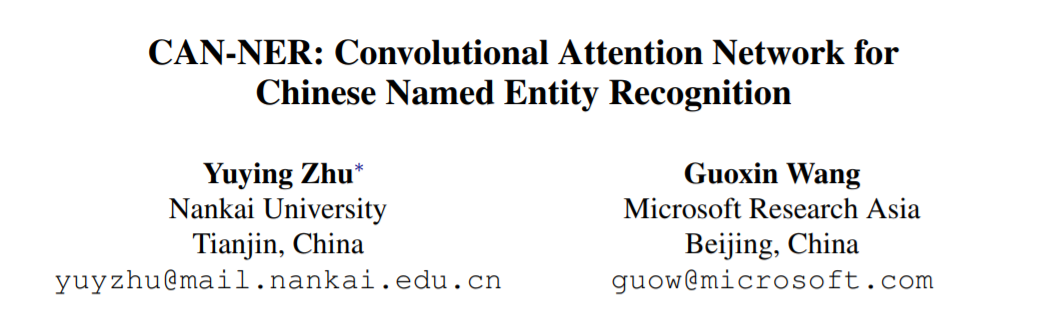 CAN-NER: Convolutional Attention Network for
Chinese Named Entity Recognition
Yuying Zhu*
Nankai University
Tianjin, China
yuyzhu@mail.nankai.edu.cn
Guoxin Wang
Microsoft Research Asia
Beijing, China
guow@microsoft.com